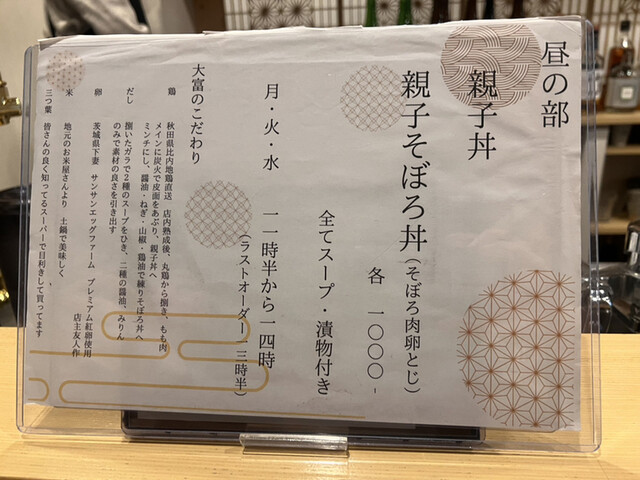 昼の部
親子丼
親子そぼろ丼(そぼろ肉卵とじ)
各 一〇〇〇-
全てスープ・漬物付き
月・火・水 一一時半から一四時
(ラストオーダー一三時半)
大富のこだわり
鶏 秋田県比内地鶏直送 店内熟成後、丸鶏から捌き、もも肉
メインに炭火で皮面をあぶり、親子丼へ
ミンチにし、醤油・ねぎ・山椒・鶏油で練りそぼろ丼へ
だし 捌いたガラで2種のスープをひき、二種の醤油、みりん
のみで素材の良さを引き出す
卵 茨城県下妻 サンサンエッグファーム プレミアム紅卵使用
店主友人作
米 地元のお米屋さんより 土鍋で美味しく
三つ葉 皆さんの良く知ってるスーパーで目利きして買ってます